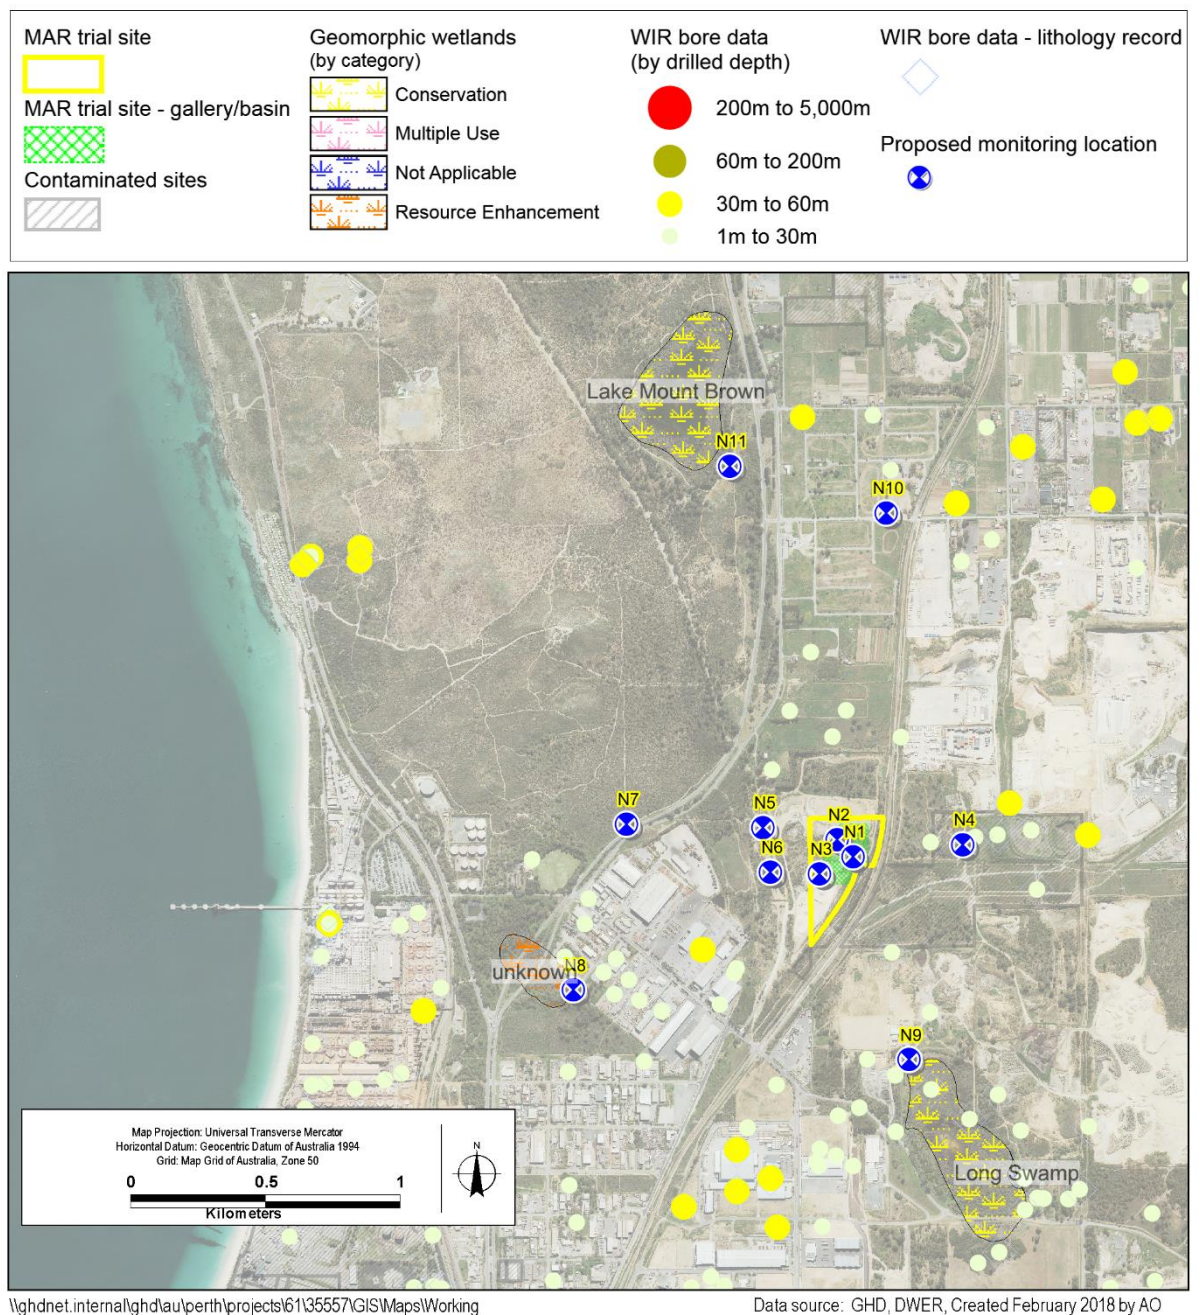 MAR trial site
MAR trial site - gallery/basin
Contaminated sites
Geomorphic wetlands
(by category)
Conservation
Multiple Use
Not Applicable
Resource Enhancement
WIR bore data
(by drilled depth)
200m to 5,000m
60m to 200m
30m to 60m
1m to 30m
WIR bore data - lithology record
Proposed monitoring location
Lake Mount Brown
N11
N10
N7
N5
N2
N1
N4
N6
N3
unknown
N8
N9
Long Swamp
Map Projection: Universal Transverse Mercator
Horizontal Datum: Geocentric Datum of Australia 1994
Grid: Map Grid of Australia, Zone 50
0 0.5 1
Kilometers
N
\\ghdnet.internal\ghd\au\perth\projects\61\35557\GIS\Maps\Working
Data source: GHD, DWER, Created February 2018 by AO